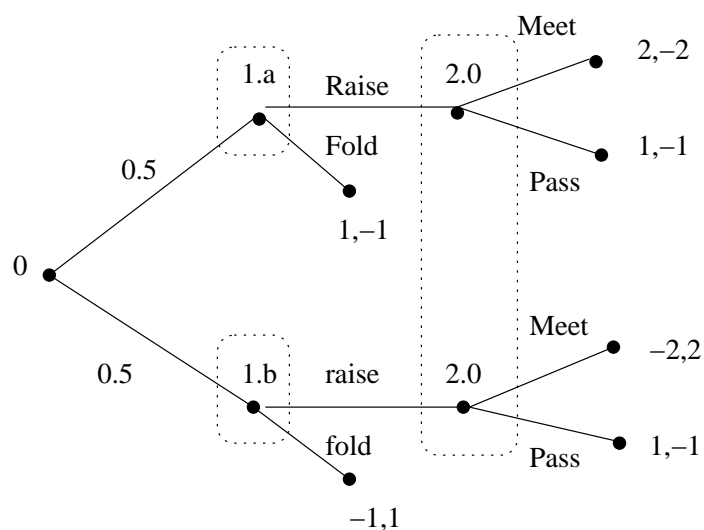 Meet
2,−2
1.a
2.0
Raise
Fold
1,−1
0.5
Pass
1,−1
0
Meet
−2,2
0.5
1.b
raise
2.0
fold
1,−1
Pass
−1,1